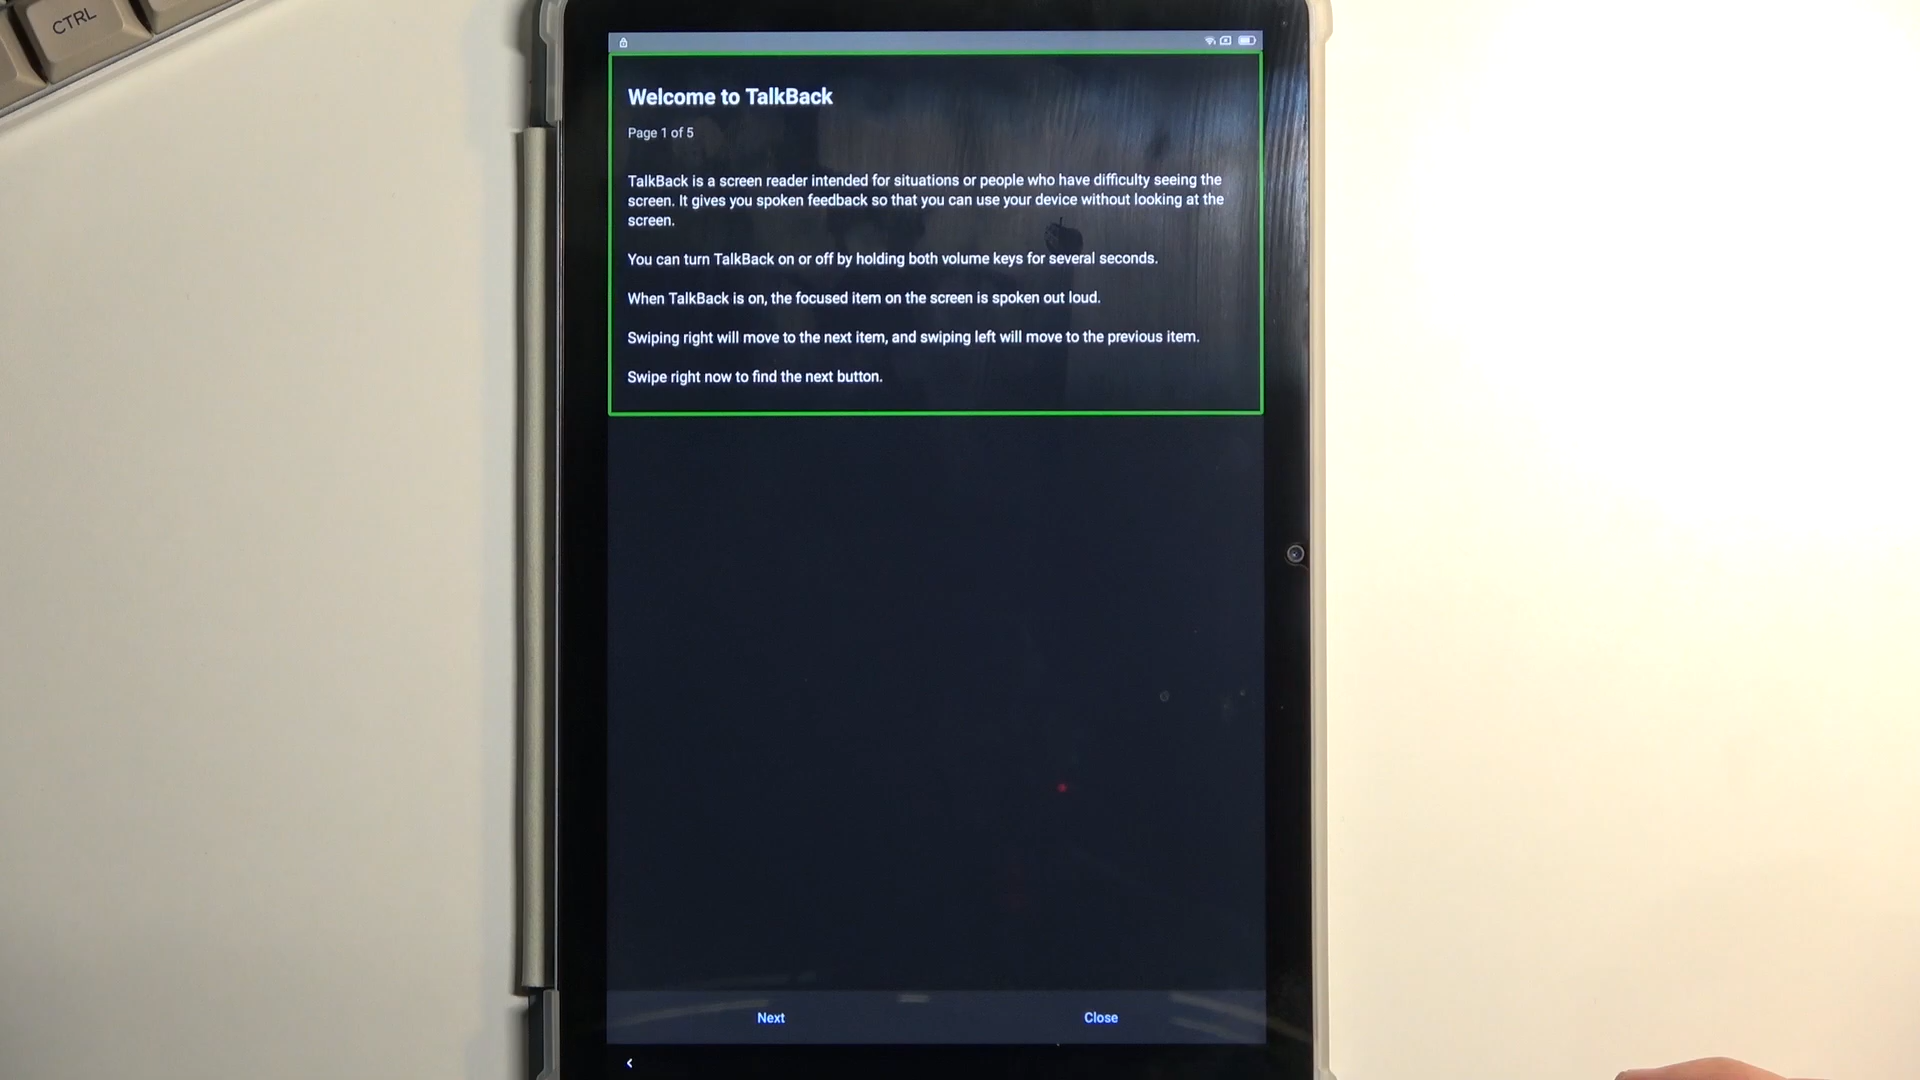 CTRL
Welcome to TalkBack
Page 1 of 5
TalkBack is a screen reader intended for situations or people who have difficulty seeing the
screen. It gives you spoken feedback so that you can use your device without looking at the
screen.
You can turn TalkBack on or off by holding both volume keys for several seconds.
When TalkBack is on, the focused item on the screen is spoken out loud.
Swiping right will move to the next item, and swiping left will move to the previous item.
Swipe right now to find the next button.
Next
Close